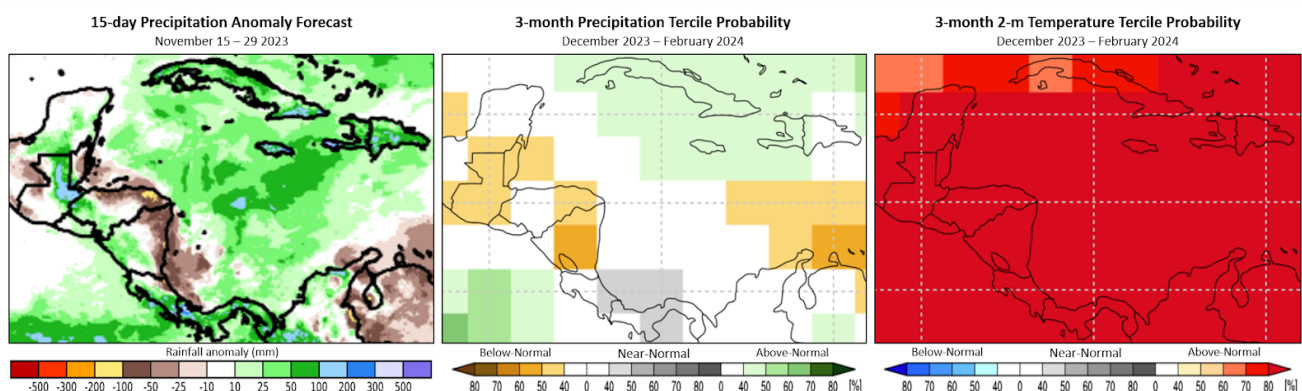 15-day Precipitation Anomaly Forecast
November 15 – 29 2023
Rainfall anomaly (mm)
-500 -300 -200 -100 -50 -25 -10 10 25 50 100 200 300 500
3-month Precipitation Tercile Probability
December 2023 – February 2024
Below-Normal Near-Normal Above-Normal
80 70 60 50 40 0 40 50 60 70 80 0 40 50 60 70 80 [%]
3-month 2-m Temperature Tercile Probability
December 2023 – February 2024
Below-Normal Near-Normal Above-Normal
80 70 60 50 40 0 40 50 60 70 80 0 40 50 60 70 80 [%]